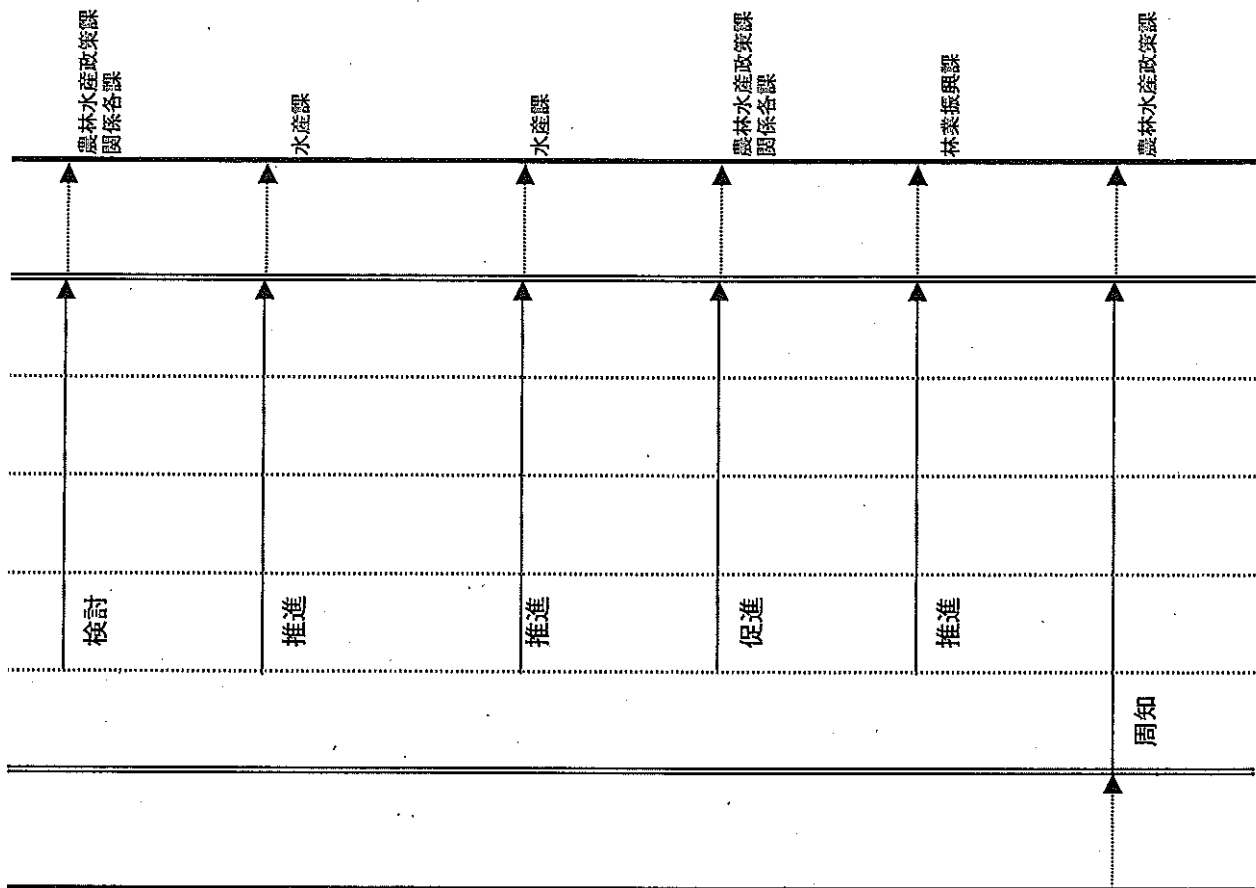 検討
農林水産政策課
関係各課
推進
水産課
推進
水産課
促進
農林水産政策課
関係各課
推進
林業振興課
周知
農林水産政策課